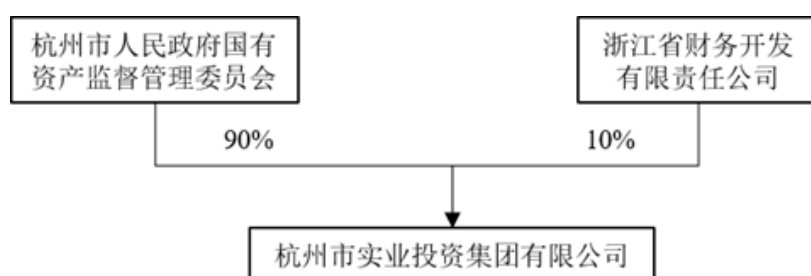 杭州市人民政府国有
资产监督管理委员会
浙江省财务开发
有限责任公司
90%
10%
杭州市实业投资集团有限公司